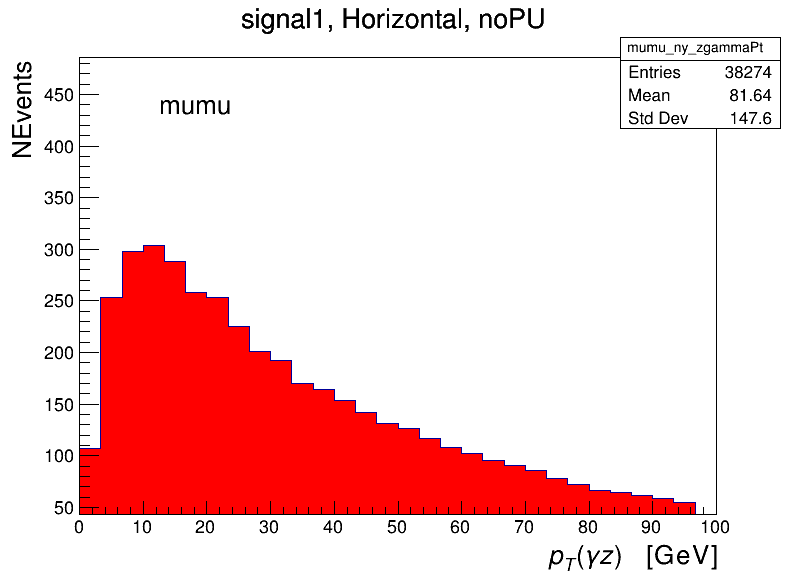 signal1, Horizontal, noPU
mumu_ny_zgammaPt
Entries 38274
Mean 81.64
Std Dev 147.6
NEvents
mumu
450
400
350
300
250
200
150
100
50
0 10 20 30 40 50 60 70 80 90 100
p_T(γz) [GeV]